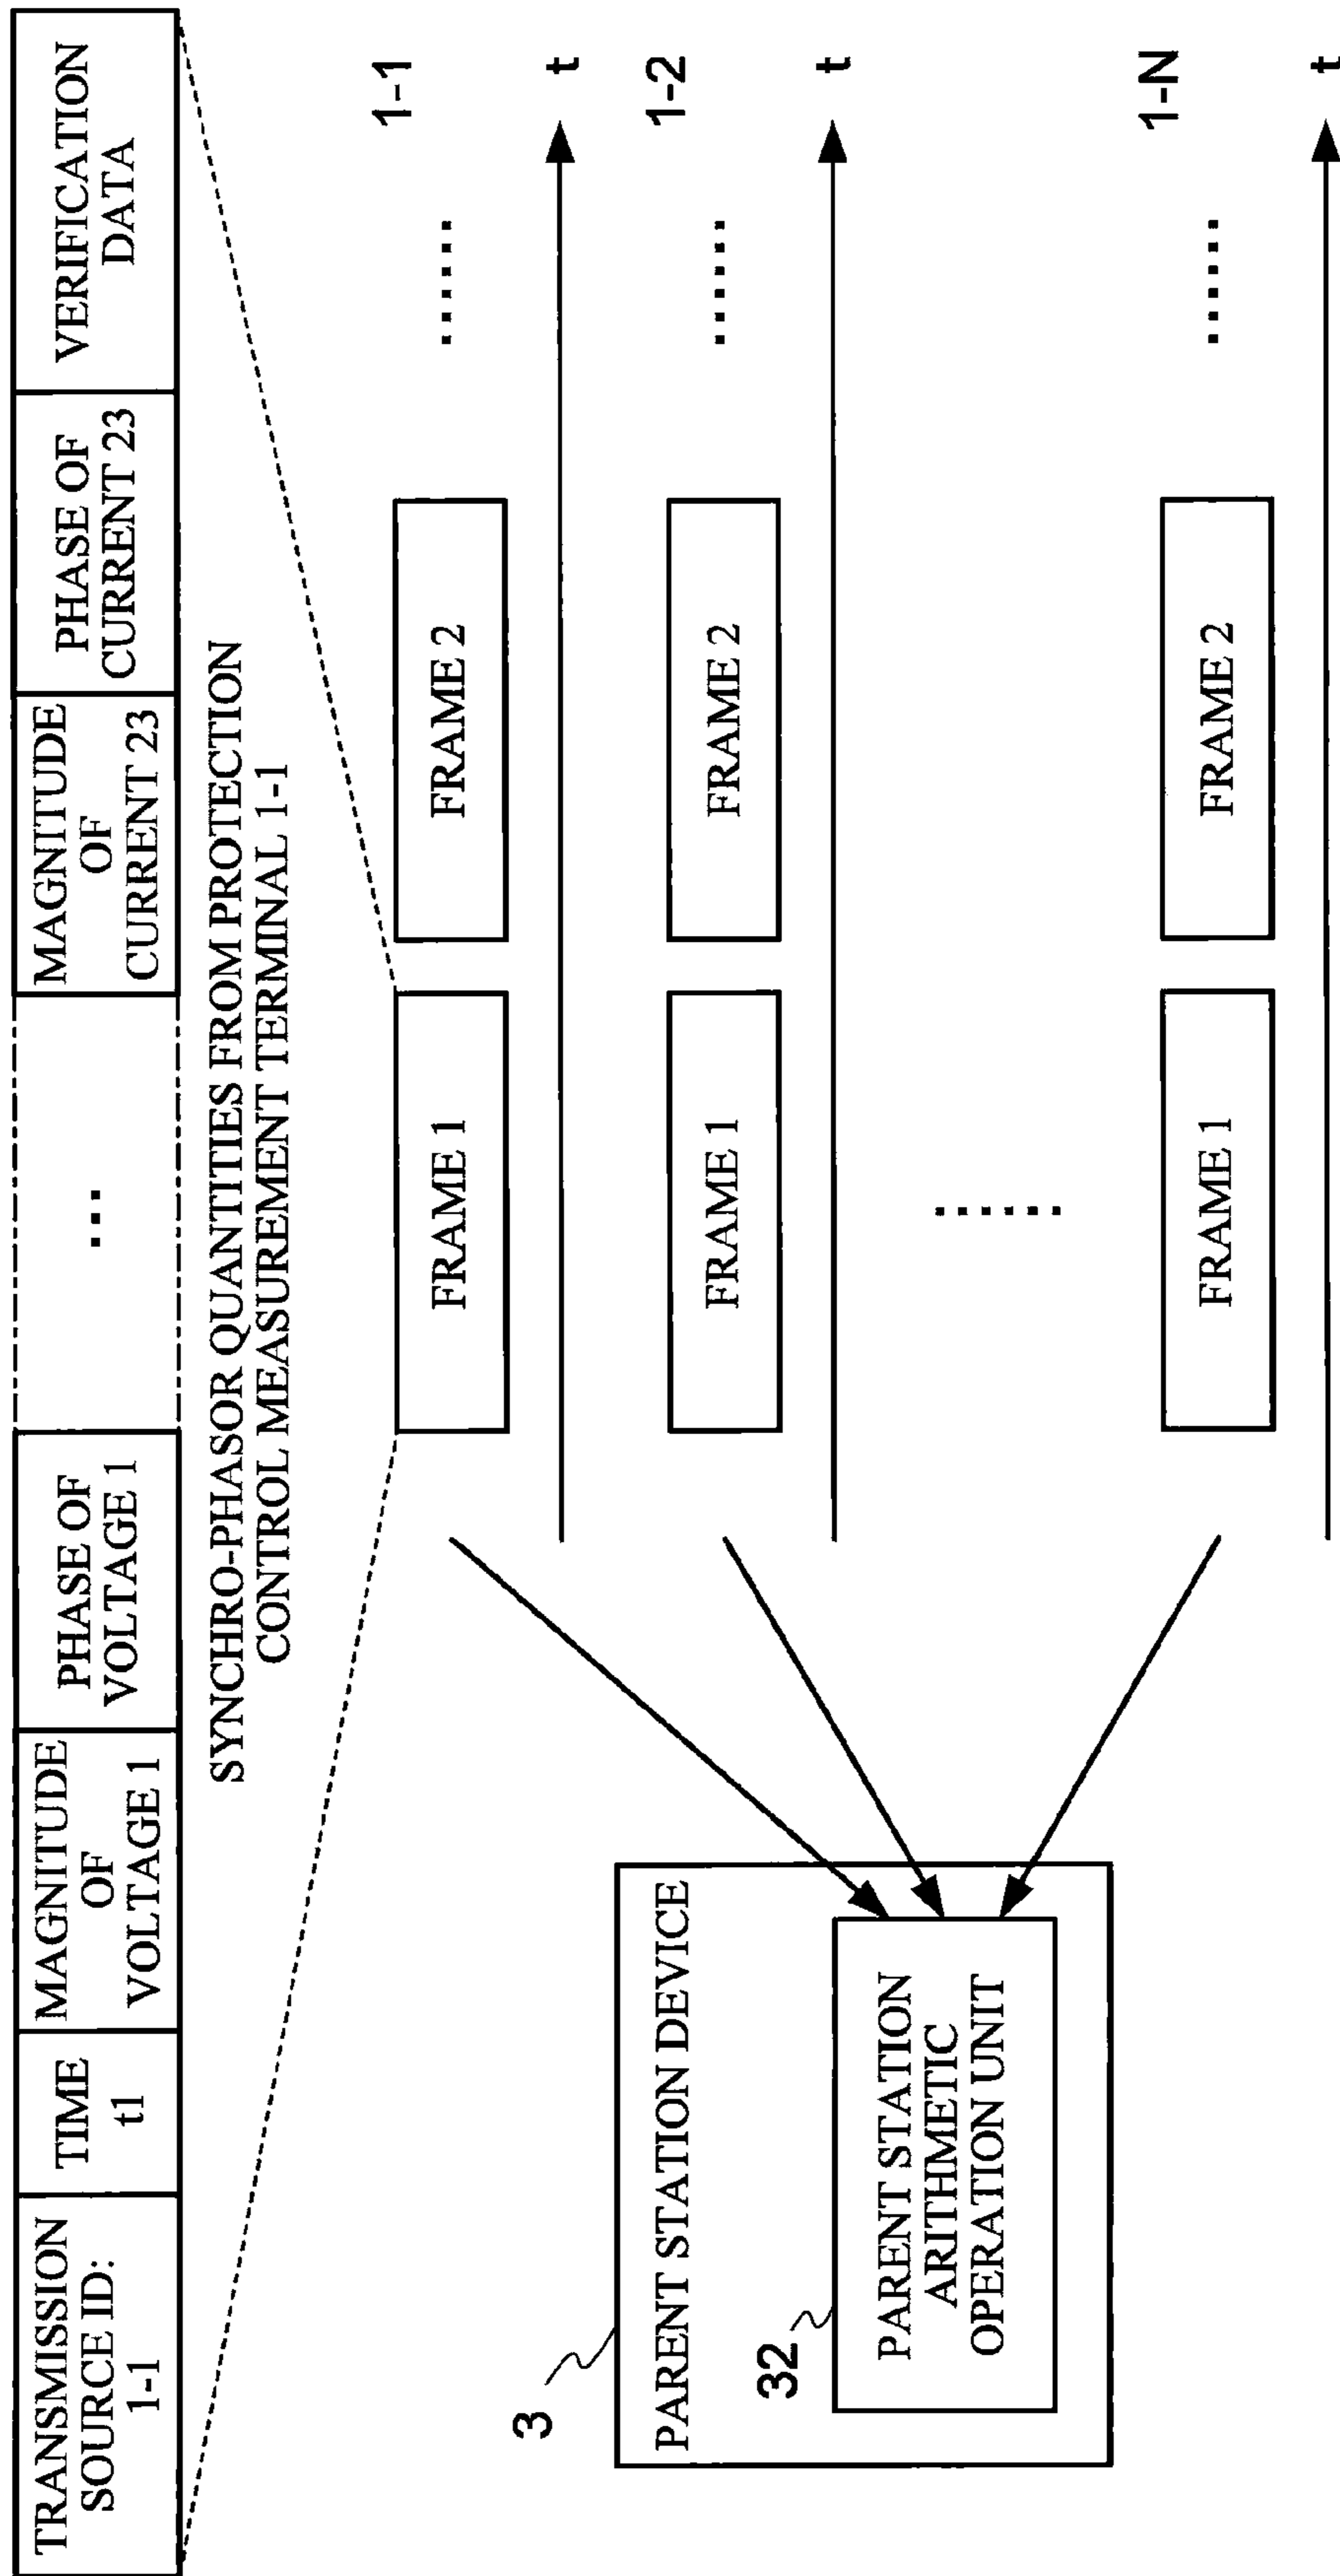 TRANSMISSION
SOURCE ID:
1-1
TIME
t1
MAGNITUDE
OF
VOLTAGE 1
PHASE OF
VOLTAGE 1
...
MAGNITUDE
OF
CURRENT 23
PHASE OF
CURRENT 23
VERIFICATION
DATA
SYNCHRO-PHASOR QUANTITIES FROM PROTECTION
CONTROL MEASUREMENT TERMINAL 1-1
FRAME 1
FRAME 2
......
1-1
t
FRAME 1
FRAME 2
......
1-2
t
......
FRAME 1
FRAME 2
......
1-N
t
3
PARENT STATION DEVICE
32
PARENT STATION
ARITHMETIC
OPERATION UNIT